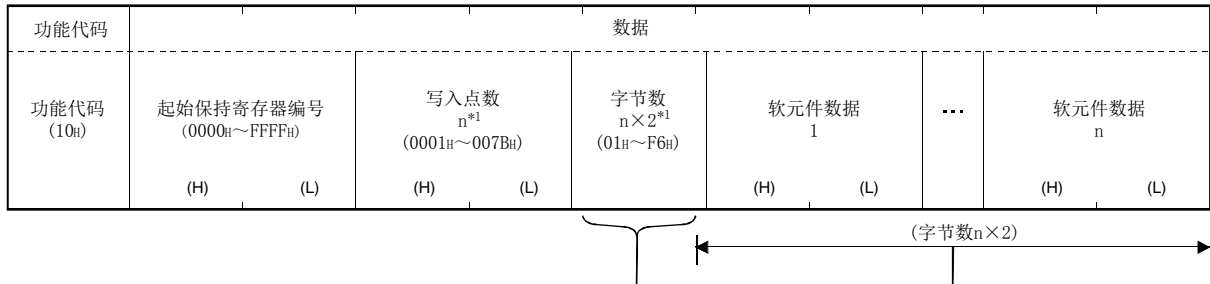 功能代码 数据
功能代码
(10H)
起始保持寄存器编号
(0000H～FFFFH)
(H) (L)
写入点数
n*1
(0001H～007BH)
(H) (L)
字节数
n×2*1
(01H～F6H)
软元件数据
1
(H) (L)
…
软元件数据
n
(H) (L)
(字节数n×2)